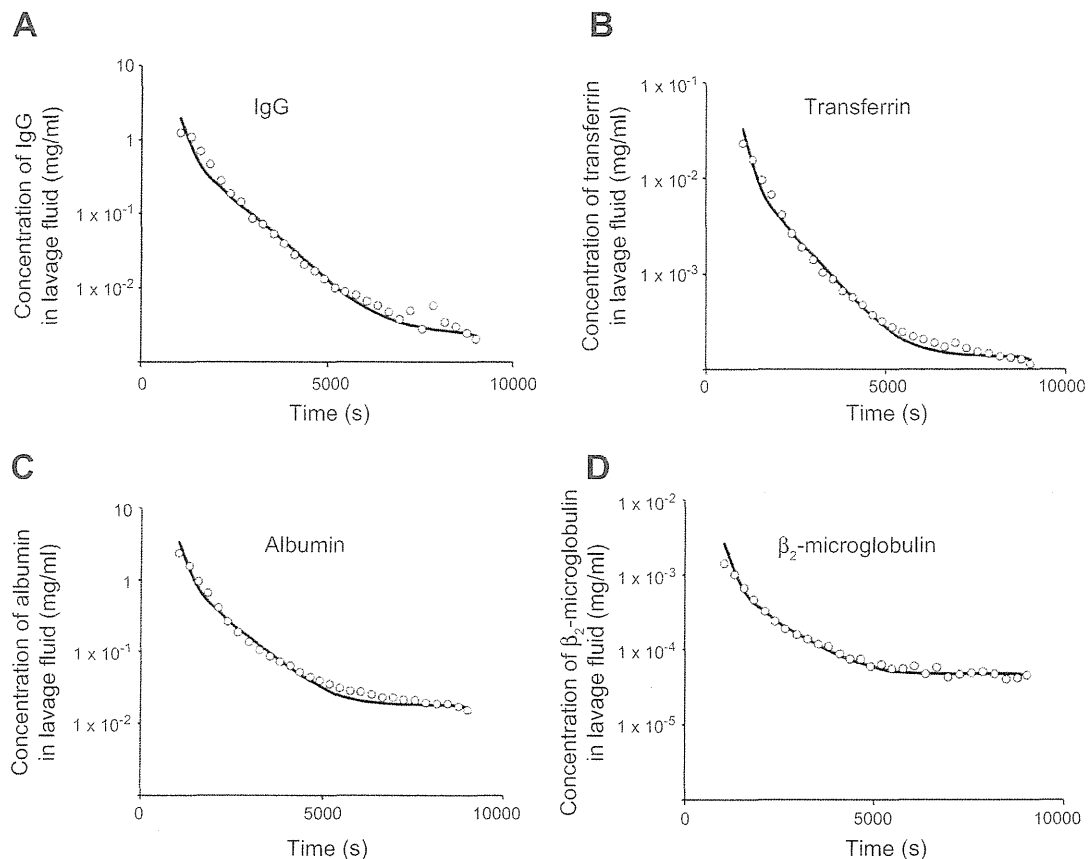 A
IgG
Concentration of IgG
in lavage fluid (mg/ml)
10
1
1 x 10⁻¹
1 x 10⁻²
0
5000
10000
Time (s)
B
Transferrin
Concentration of transferrin
in lavage fluid (mg/ml)
1 x 10⁻¹
1 x 10⁻²
1 x 10⁻³
0
5000
10000
Time (s)
C
Albumin
Concentration of albumin
in lavage fluid (mg/ml)
10
1
1 x 10⁻¹
1 x 10⁻²
0
5000
10000
Time (s)
D
β₂-microglobulin
Concentration of β₂-microglobulin
in lavage fluid (mg/ml)
1 x 10⁻²
1 x 10⁻³
1 x 10⁻⁴
1 x 10⁻⁵
0
5000
10000
Time (s)